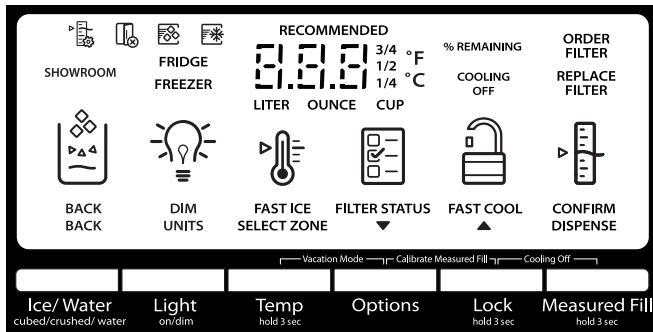 RECOMMENDED
ORDER
FILTER
SHOWROOM
FRIDGE
FREEZER
8.8.8
3/4
1/2
1/4
°F
°C
% REMAINING
COOLING
OFF
REPLACE
FILTER
LITER OUNCE CUP
BACK
BACK
DIM
UNITS
FAST ICE
SELECT ZONE
FILTER STATUS
FAST COOL
CONFIRM
DISPENSE
Vacation Mode
Calibrate Measured Fill
Cooling Off
Ice/ Water
cubed/crushed/ water
Light
on/dim
Temp
hold 3 sec
Options
Lock
hold 3 sec
Measured Fill
hold 3 sec